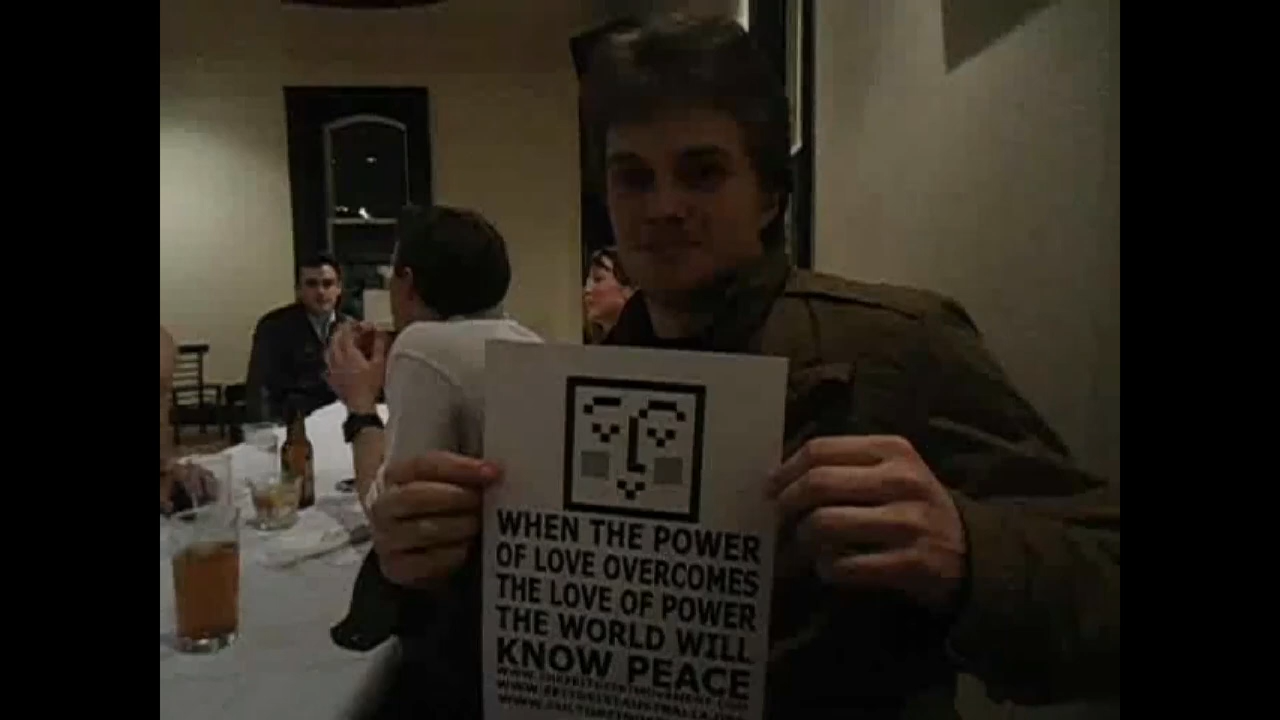 WHEN THE POWER
OF LOVE OVERCOMES
THE LOVE OF POWER
THE WORLD WILL
KNOW PEACE